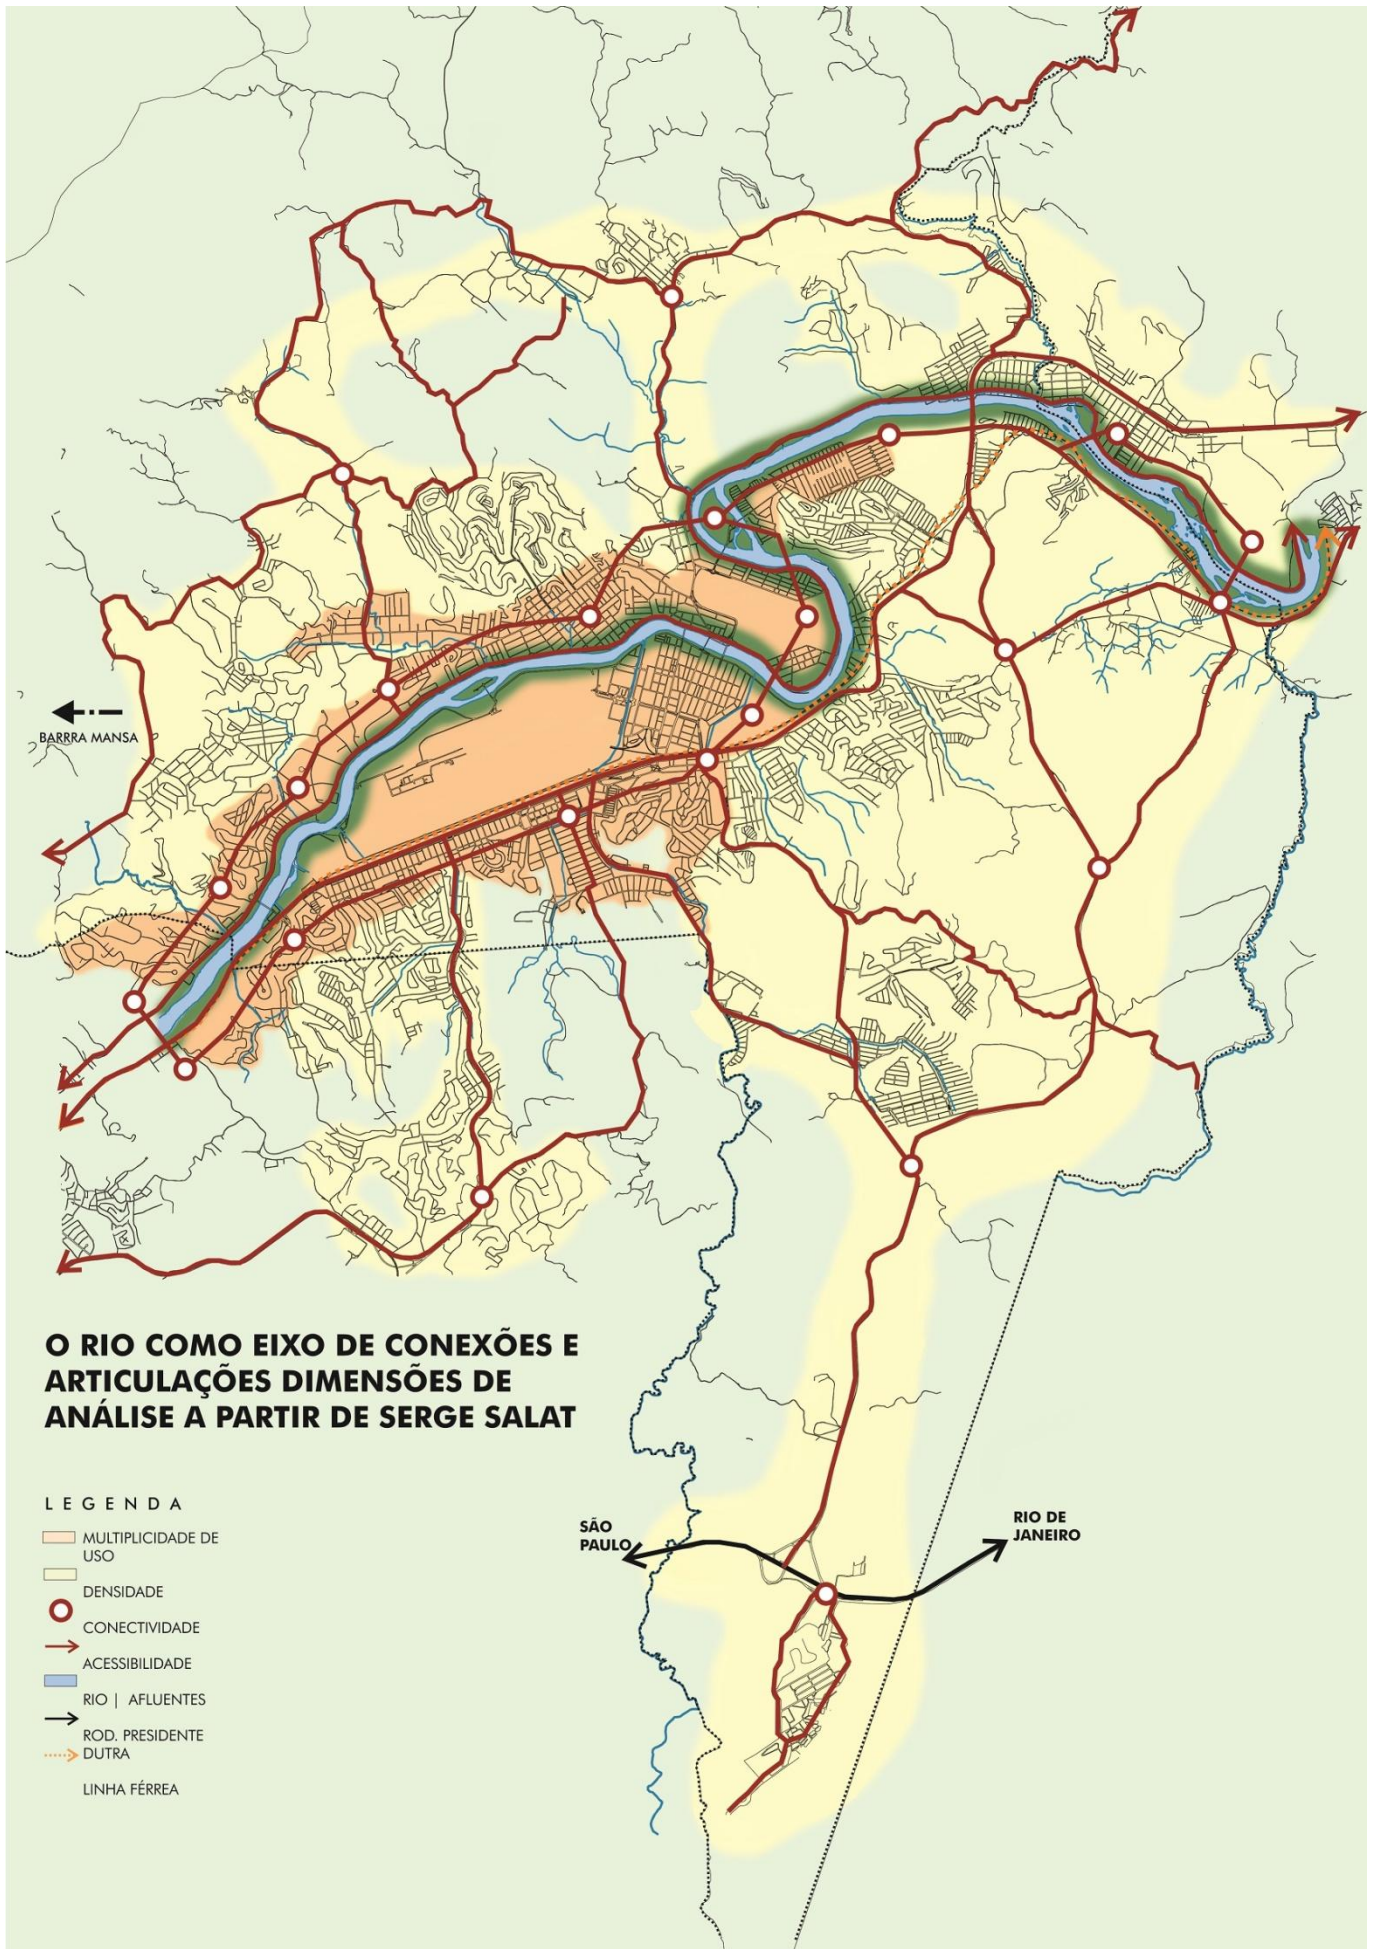 BARRRA MANSA
O RIO COMO EIXO DE CONEXÕES E
ARTICULAÇÕES DIMENSÕES DE
ANÁLISE A PARTIR DE SERGE SALAT
LEGENDA
MULTIPLICIDADE DE
USO
DENSIDADE
CONECTIVIDADE
ACESSIBILIDADE
RIO | AFLUENTES
ROD. PRESIDENTE
DUTRA
LINHA FÉRREA
SÃO
PAULO
RIO DE
JANEIRO